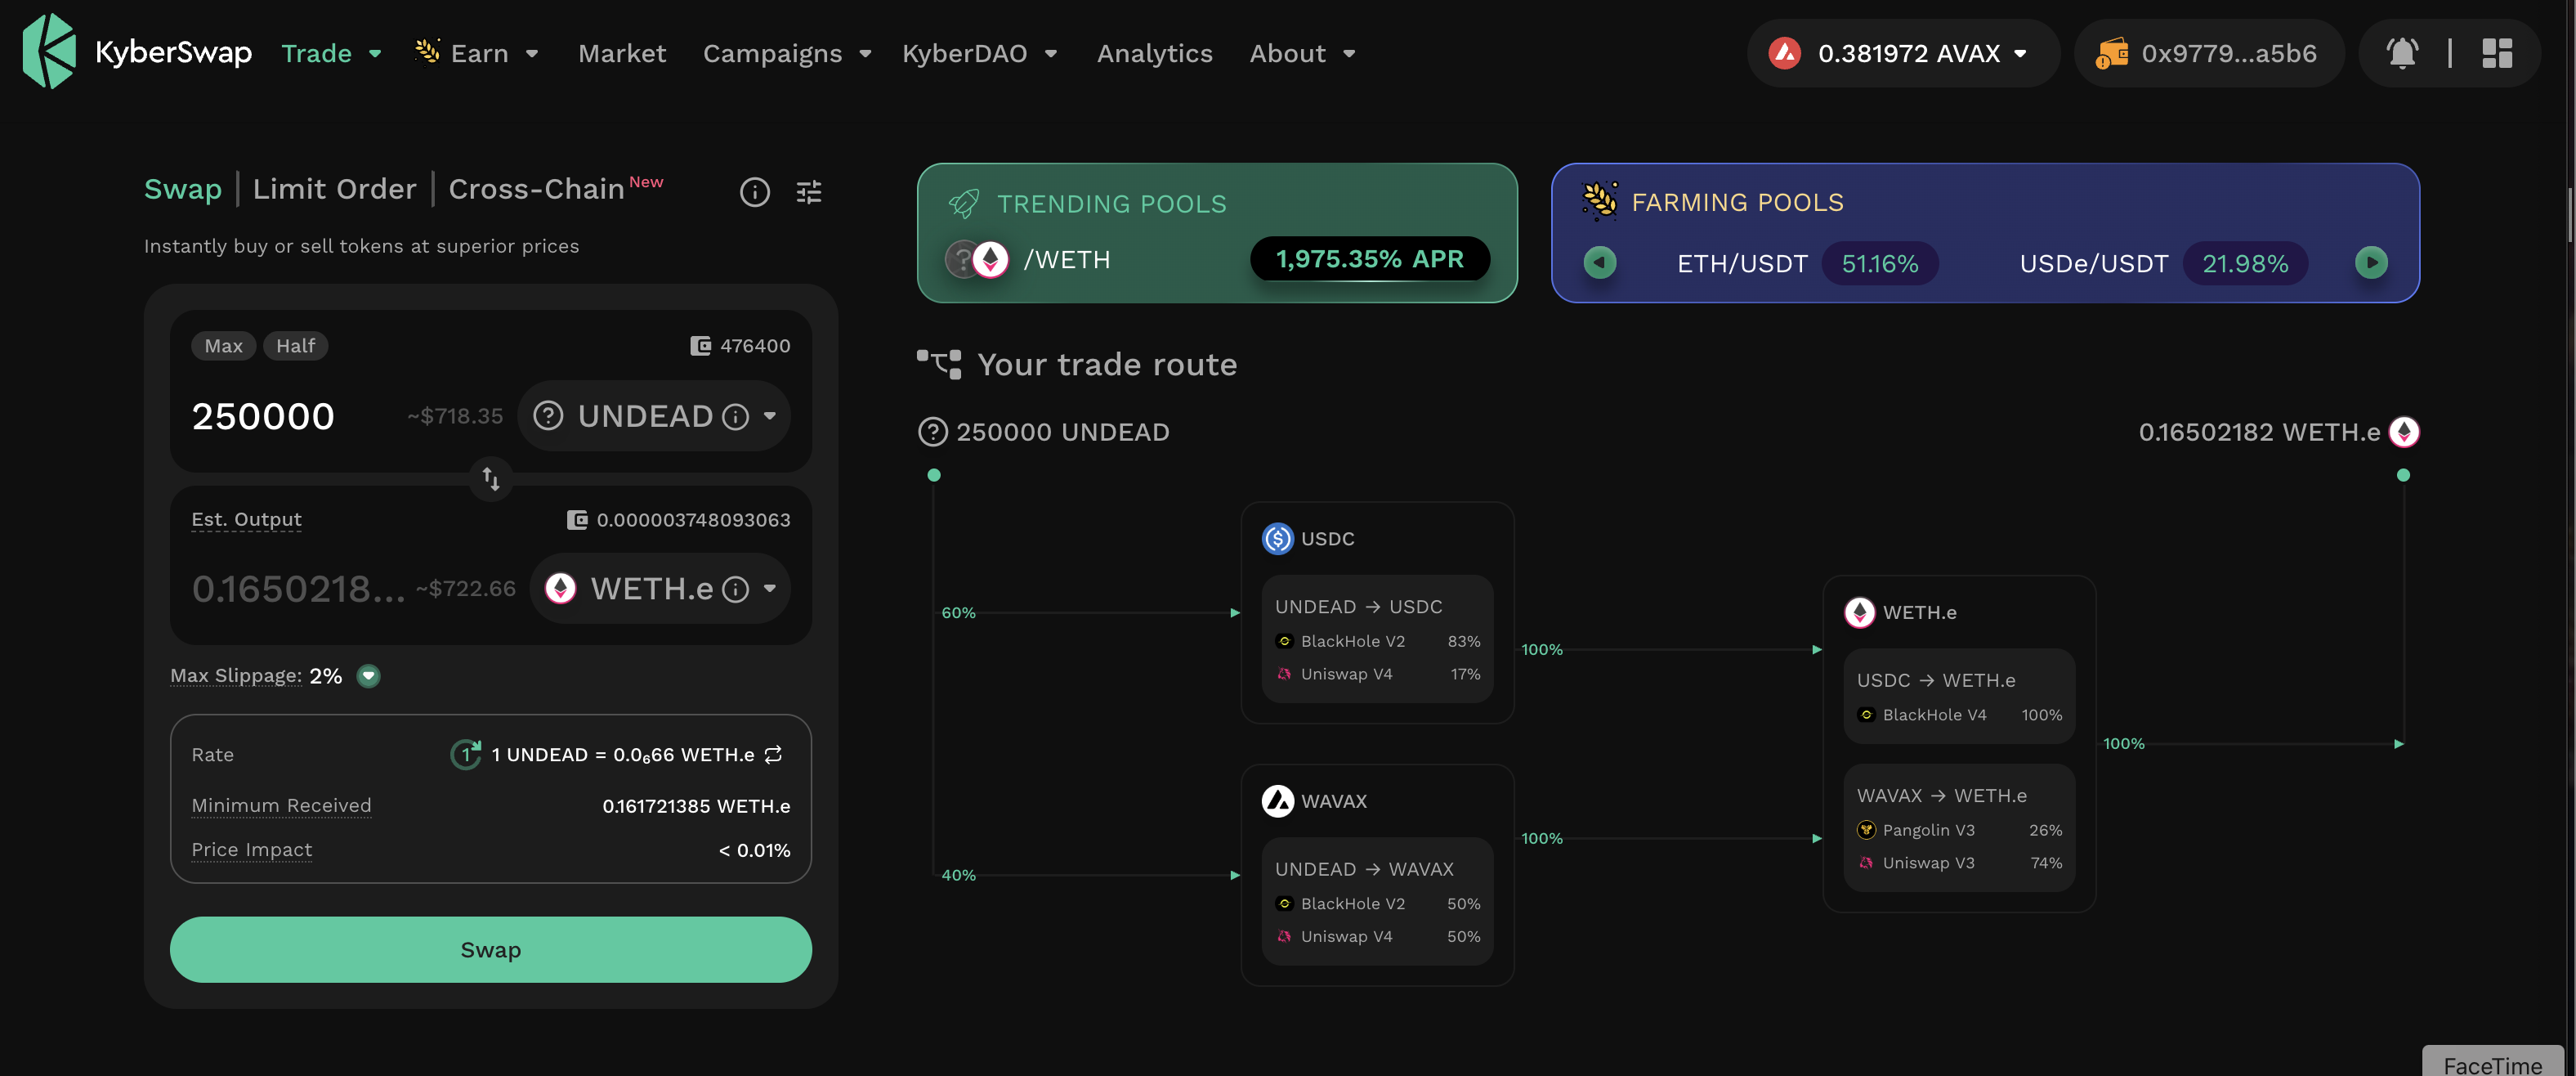 KyberSwap Trade Earn Market Campaigns KyberDAO Analytics About 0.381972 AVAX 0x9779...a5b6
Swap | Limit Order | Cross-Chain New
Instantly buy or sell tokens at superior prices
Max Half 476400
250000 ~$718.35 UNDEAD
Est. Output 0.000003748093063
0.1650218... ~$722.66 WETH.e
Max Slippage: 2%
Rate 1 1 UNDEAD = 0.0₆66 WETH.e
Minimum Received 0.161721385 WETH.e
Price Impact < 0.01%
Swap
TRENDING POOLS
/WETH 1,975.35% APR
FARMING POOLS
ETH/USDT 51.16% USDe/USDT 21.98%
Your trade route
250000 UNDEAD 0.16502182 WETH.e
60%
USDC
UNDEAD → USDC
BlackHole V2 83%
Uniswap V4 17%
100%
40%
WAVAX
UNDEAD → WAVAX
BlackHole V2 50%
Uniswap V4 50%
100%
WETH.e
USDC → WETH.e
BlackHole V4 100%
WAVAX → WETH.e
Pangolin V3 26%
Uniswap V3 74%
100%
FaceTime